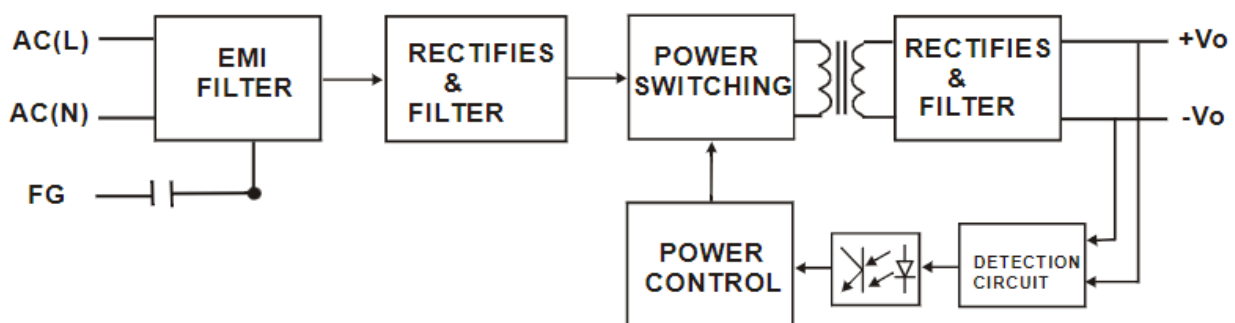 AC(L)
AC(N)
FG
EMI
FILTER
RECTIFIES
&
FILTER
POWER
SWITCHING
RECTIFIES
&
FILTER
+Vo
-Vo
POWER
CONTROL
DETECTION
CIRCUIT